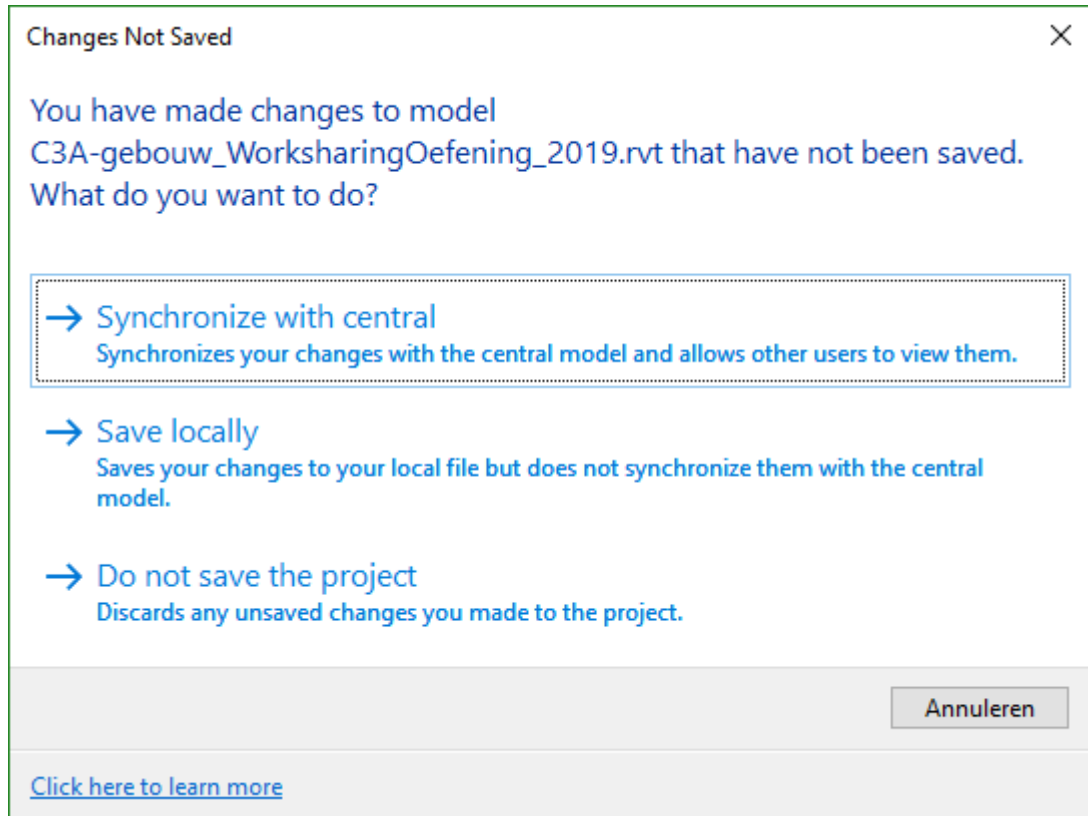 Changes Not Saved
You have made changes to model
C3A-gebouw_WorksharingOefening_2019.rvt that have not been saved.
What do you want to do?
Synchronize with central
Synchronizes your changes with the central model and allows other users to view them.
Save locally
Saves your changes to your local file but does not synchronize them with the central
model.
Do not save the project
Discards any unsaved changes you made to the project.
Annuleren
Click here to learn more